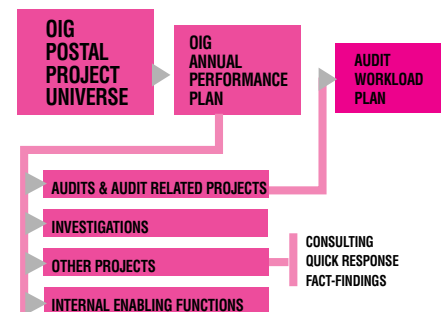 OIG
POSTAL
PROJECT
UNIVERSE
OIG
ANNUAL
PERFORMANCE
PLAN
AUDIT
WORKLOAD
PLAN
AUDITS & AUDIT RELATED PROJECTS
INVESTIGATIONS
OTHER PROJECTS
CONSULTING
QUICK RESPONSE
FACT-FINDINGS
INTERNAL ENABLING FUNCTIONS